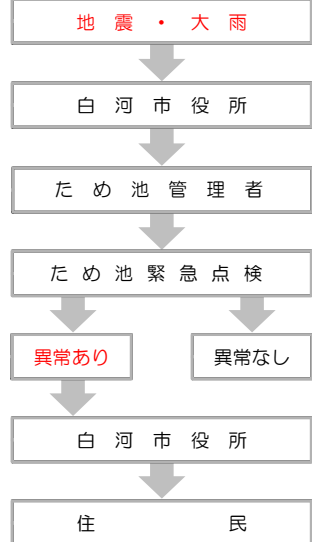 地震・大雨
白河市役所
ため池管理者
ため池緊急点検
異常あり 異常なし
白河市役所
住民